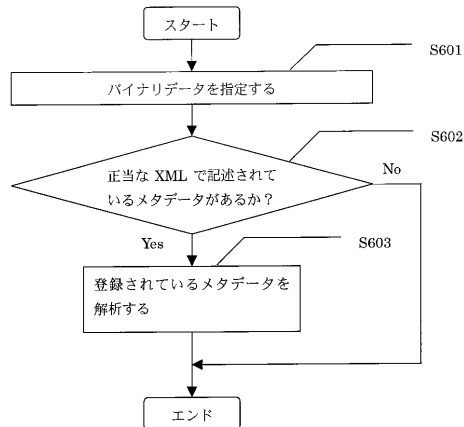 スタート
S601
バイナリデータを指定する
S602
正当な XML で記述されて
いるメタデータがあるか？
No
Yes
S603
登録されているメタデータを
解析する
エンド